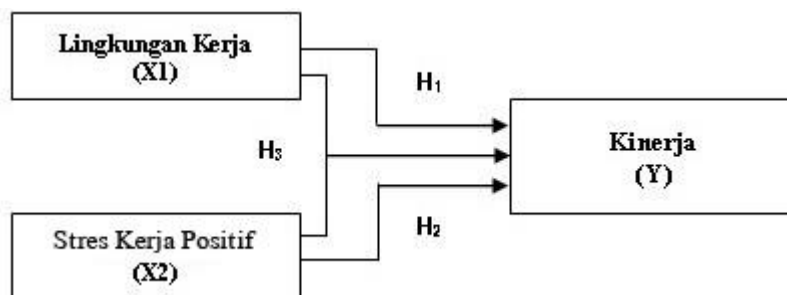 Lingkungan Kerja
(X1)
H₁
Kinerja
(Y)
H₃
Stres Kerja Positif
(X2)
H₂